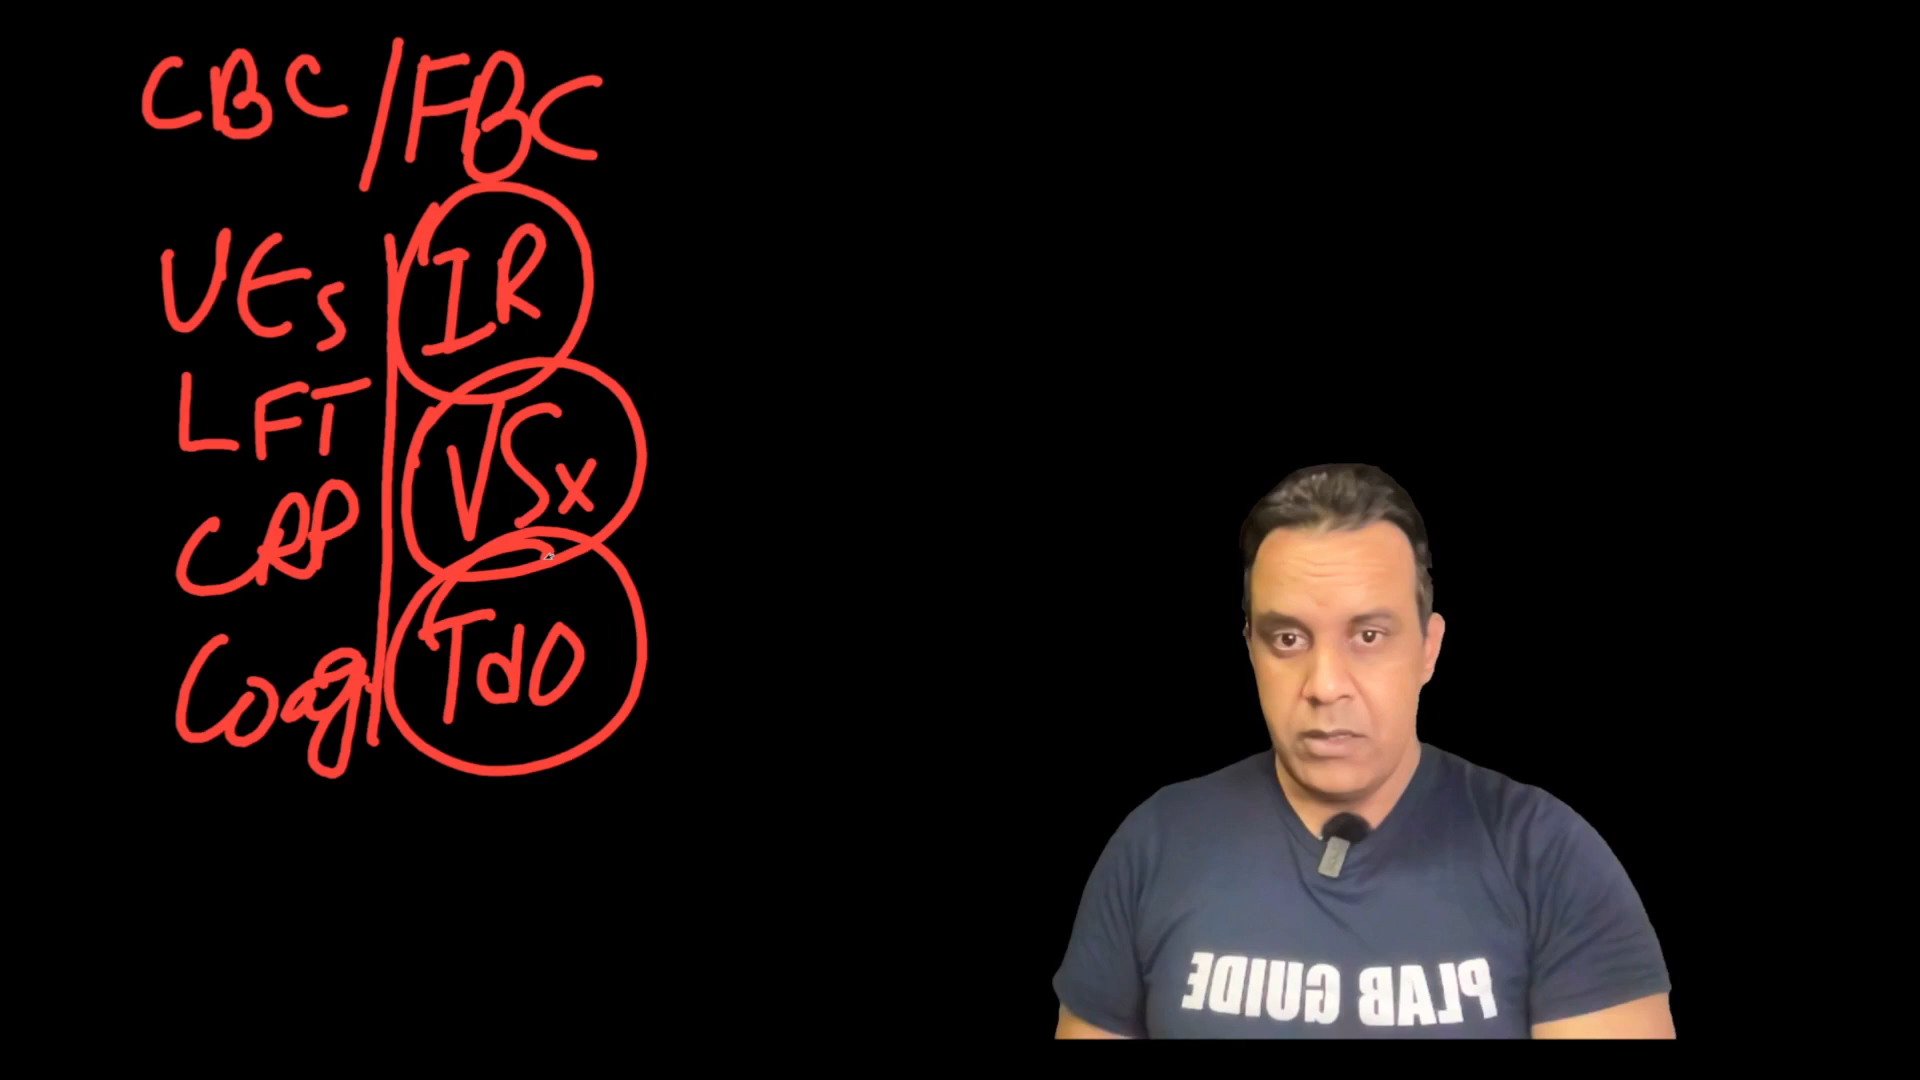 CBC/FBC
UEs IR
LFT VSx
CRP TdO
Coag
PLAB GUIDE